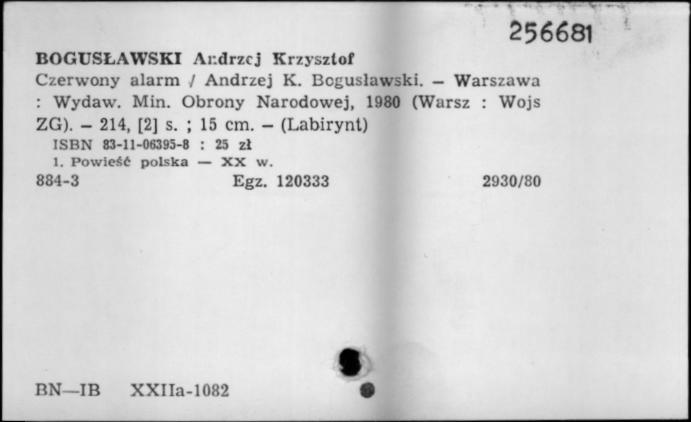 256681
BOGUSŁAWSKI Andrzej Krzysztof
Czerwony alarm / Andrzej K. Bogusławski. — Warszawa
: Wydaw. Min. Obrony Narodowej, 1980 (Warsz : Wojs
ZG). — 214, [2] s. ; 15 cm. — (Labirynt)
ISBN 83-11-06395-8 : 25 zł
1. Powieść polska — XX w.
884-3 Egz. 120333 2930/80
BN—IB XXIIa-1082